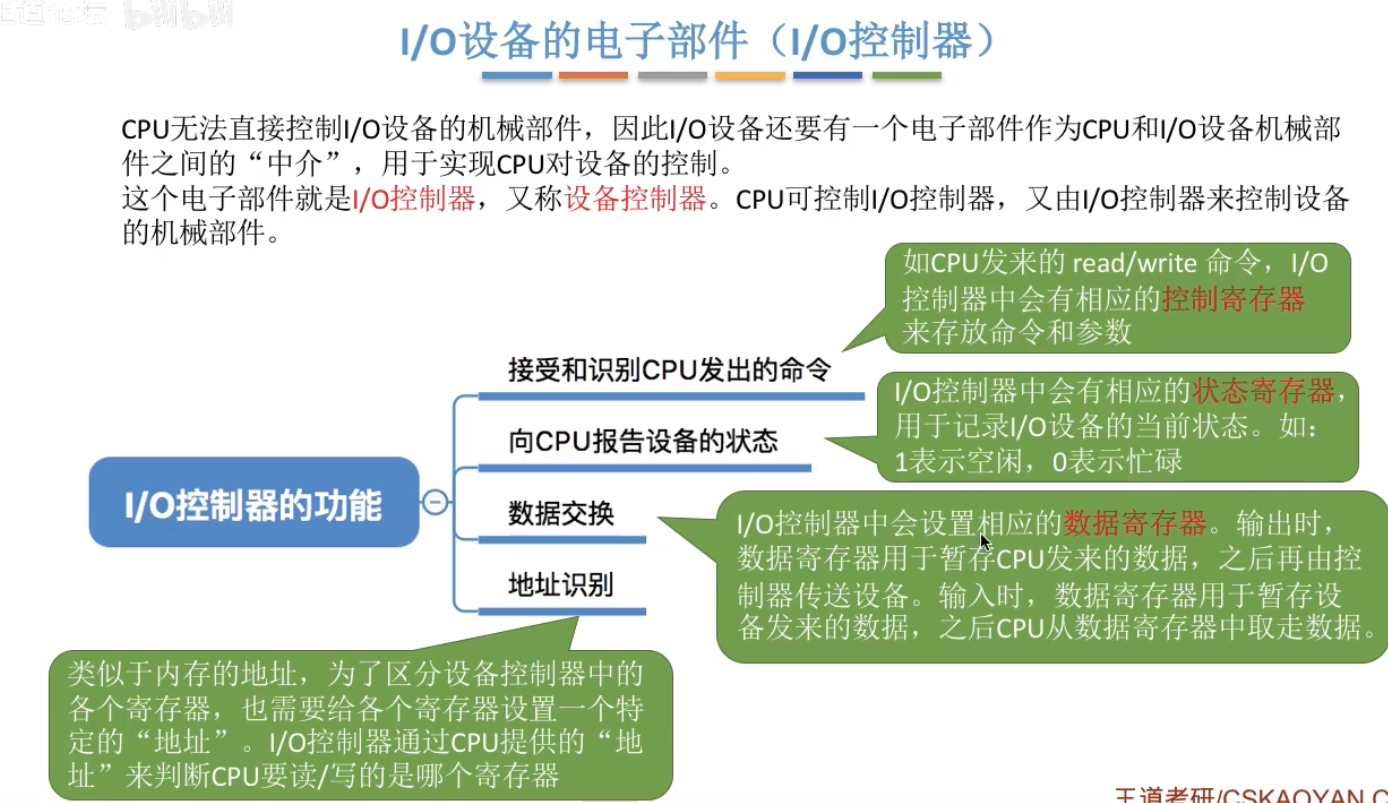 I/O设备的电子部件（I/O控制器）
CPU无法直接控制I/O设备的机械部件，因此I/O设备还要有一个电子部件作为CPU和I/O设备机械部
件之间的“中介”，用于实现CPU对设备的控制。
这个电子部件就是I/O控制器，又称设备控制器。CPU可控制I/O控制器，又由I/O控制器来控制设备
的机械部件。
如CPU发来的 read/write 命令，I/O
控制器中会有相应的控制寄存器
来存放命令和参数
接受和识别CPU发出的命令
I/O控制器中会有相应的状态寄存器，
用于记录I/O设备的当前状态。如：
1表示空闲，0表示忙碌
向CPU报告设备的状态
I/O控制器的功能
数据交换
I/O控制器中会设置相应的数据寄存器。输出时，
数据寄存器用于暂存CPU发来的数据，之后再由控
制器传送设备。输入时，数据寄存器用于暂存设
备发来的数据，之后CPU从数据寄存器中取走数据。
地址识别
类似于内存的地址，为了区分设备控制器中的
各个寄存器，也需要给各个寄存器设置一个特
定的“地址”。I/O控制器通过CPU提供的“地
址”来判断CPU要读/写的是哪个寄存器
王道考研/CSKAOYAN.C